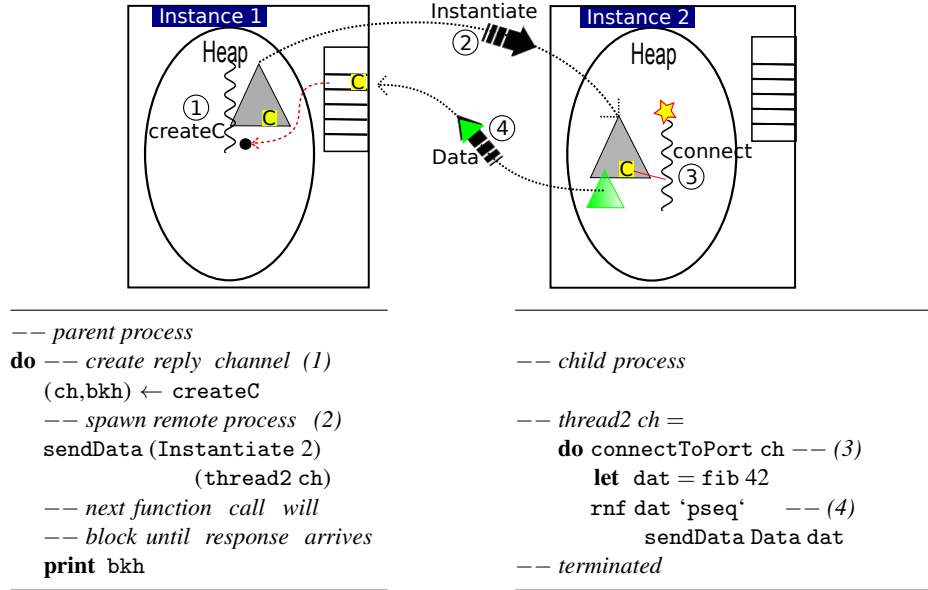 Instance 1
Instantiate
Instance 2
2
Heap
Heap
C
1
createC
C
4
Data
connect
C
3
−− parent process
do −− create reply channel (1)
(ch,bkh) ← createC
−− spawn remote process (2)
sendData (Instantiate 2)
(thread2 ch)
−− next function call will
−− block until response arrives
print bkh
−− child process
−− thread2 ch =
do connectToPort ch −− (3)
let dat = fib 42
rnf dat ‘pseq‘ −− (4)
sendData Data dat
−− terminated